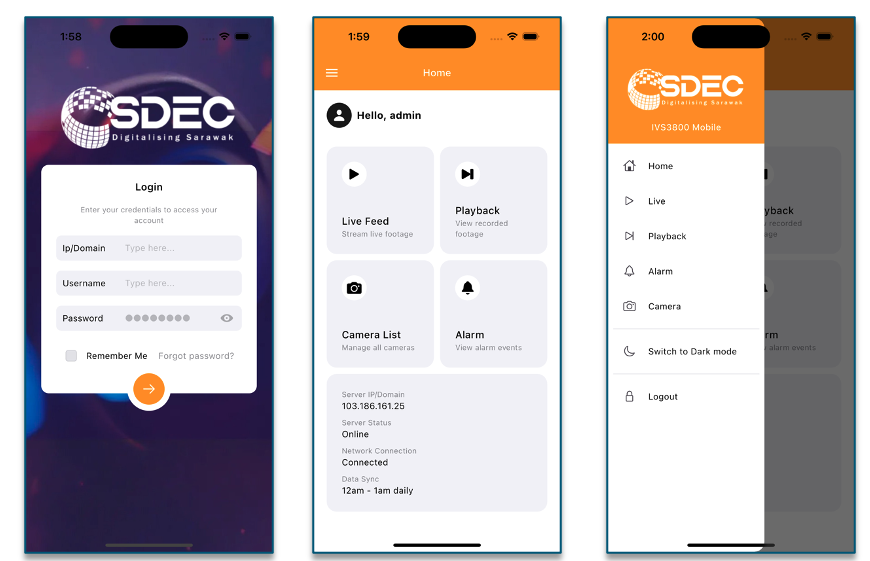 1:58
SDEC
Digitalising Sarawak
Login
Enter your credentials to access your
account
Ip/Domain Type here...
Username Type here...
Password
Remember Me Forgot password?
1:59
Home
Hello, admin
Live Feed
Stream live footage
Playback
View recorded
footage
Camera List
Manage all cameras
Alarm
View alarm events
Server IP/Domain
103.186.161.25
Server Status
Online
Network Connection
Connected
Data Sync
12am - 1am daily
2:00
SDEC
Digitalising Sarawak
IVS3800 Mobile
Home
Live
Playback
Alarm
Camera
Switch to Dark mode
Logout
yback
recorded
age
rm
alarm events